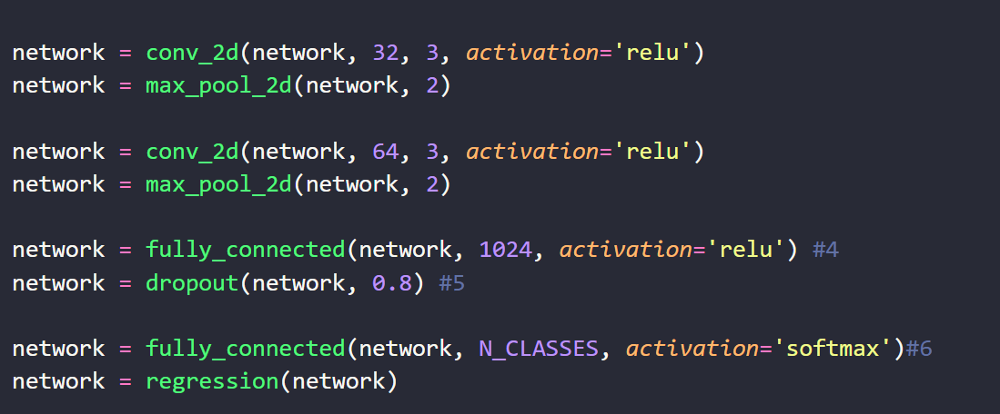 network = conv_2d(network, 32, 3, activation='relu')
network = max_pool_2d(network, 2)
network = conv_2d(network, 64, 3, activation='relu')
network = max_pool_2d(network, 2)
network = fully_connected(network, 1024, activation='relu') #4
network = dropout(network, 0.8) #5
network = fully_connected(network, N_CLASSES, activation='softmax')#6
network = regression(network)